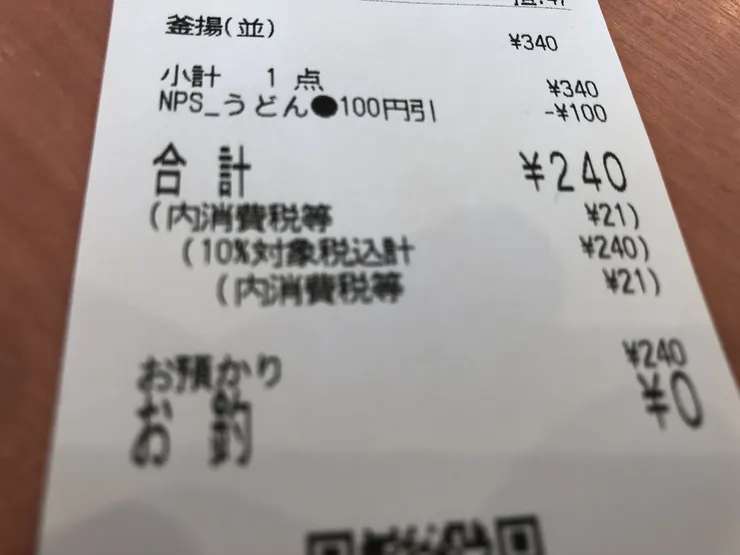 釜揚(並) ¥340
小計 1点 ¥340
NPS_うどん●100円引 -¥100
合計 ¥240
(内消費税等 ¥21)
(10%対象税込計 ¥240)
(内消費税等 ¥21)
お預かり ¥240
お釣 ¥0